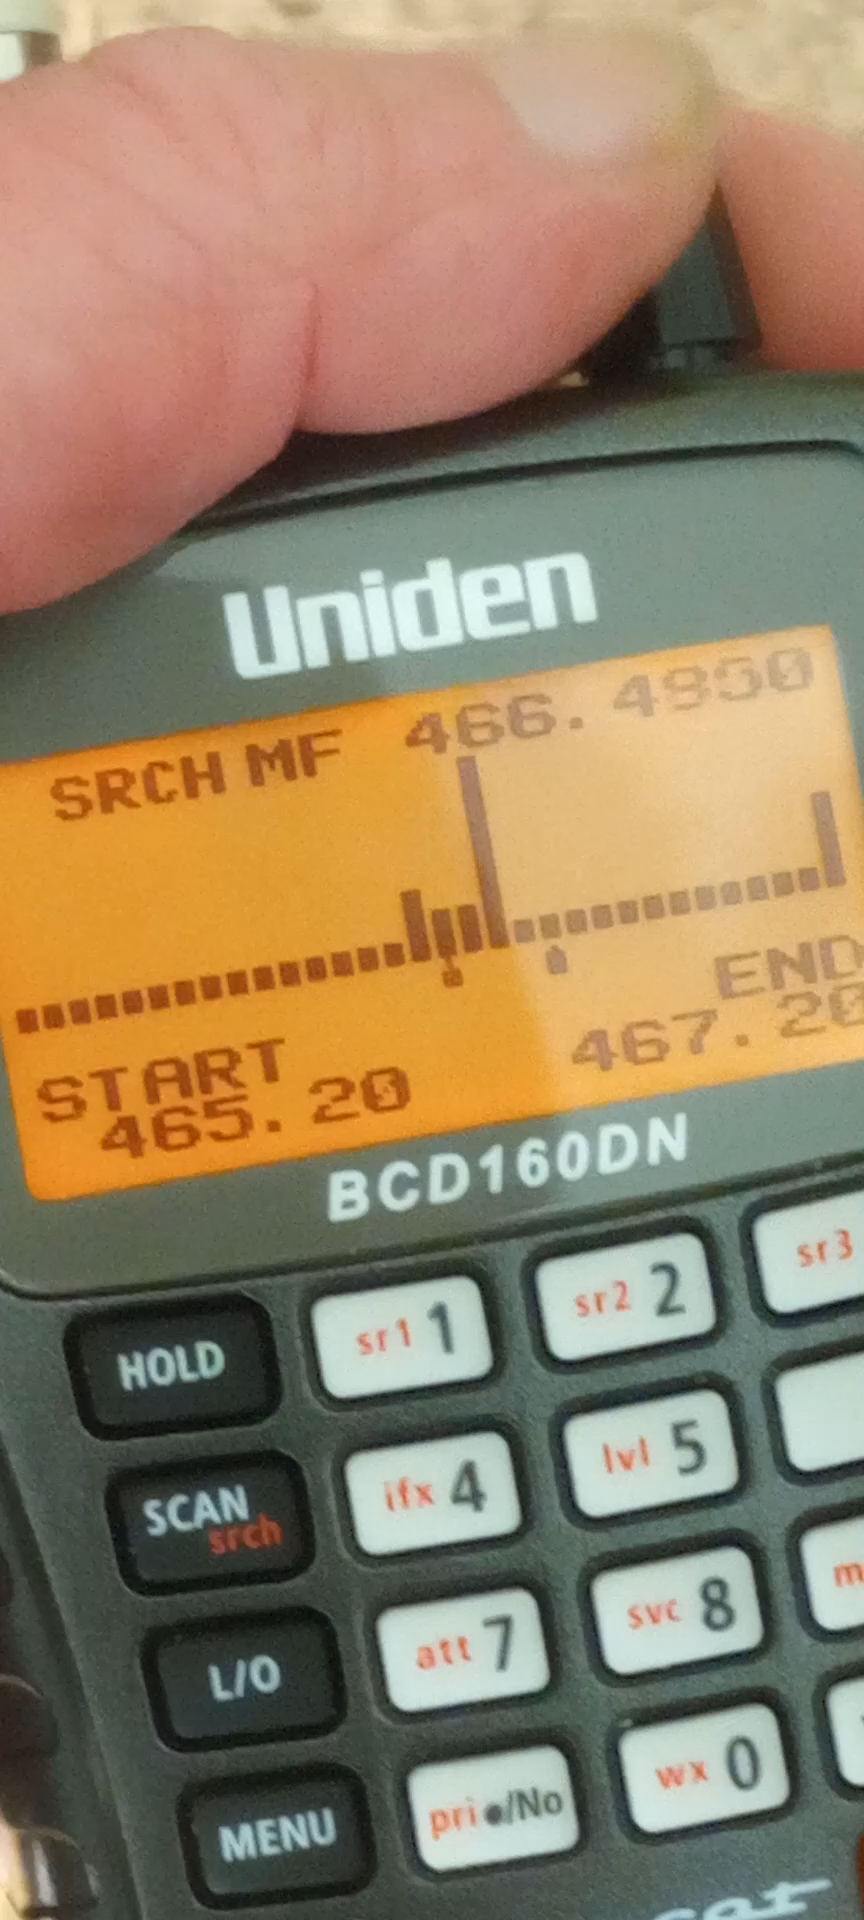 Uniden
SRCH MF 466.4950
START
END
465.20
467.20
BCD160DN
HOLD
sr1 1
sr2 2
sr3
SCAN
srch
ifx 4
lvl 5
L/O
att 7
svc 8
m
MENU
pri •/No
wx 0